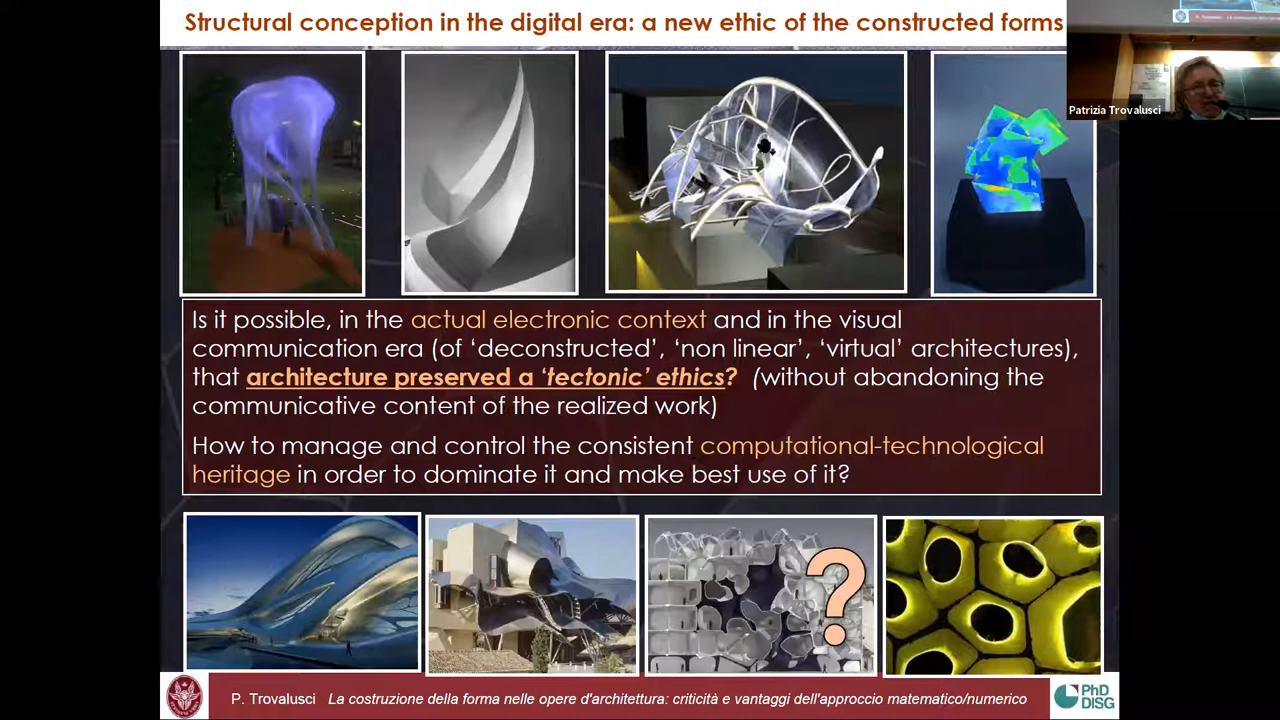 Structural conception in the digital era: a new ethic of the constructed forms
Patrizia Trovalusci
Is it possible, in the actual electronic context and in the visual
communication era (of ‘deconstructed’, ‘non linear’, ‘virtual’ architectures),
that architecture preserved a ‘tectonic’ ethics? (without abandoning the
communicative content of the realized work)
How to manage and control the consistent computational-technological
heritage in order to dominate it and make best use of it?
?
P. Trovalusci La costruzione della forma nelle opere d'architettura: criticità e vantaggi dell'approccio matematico/numerico
PhD
DISG